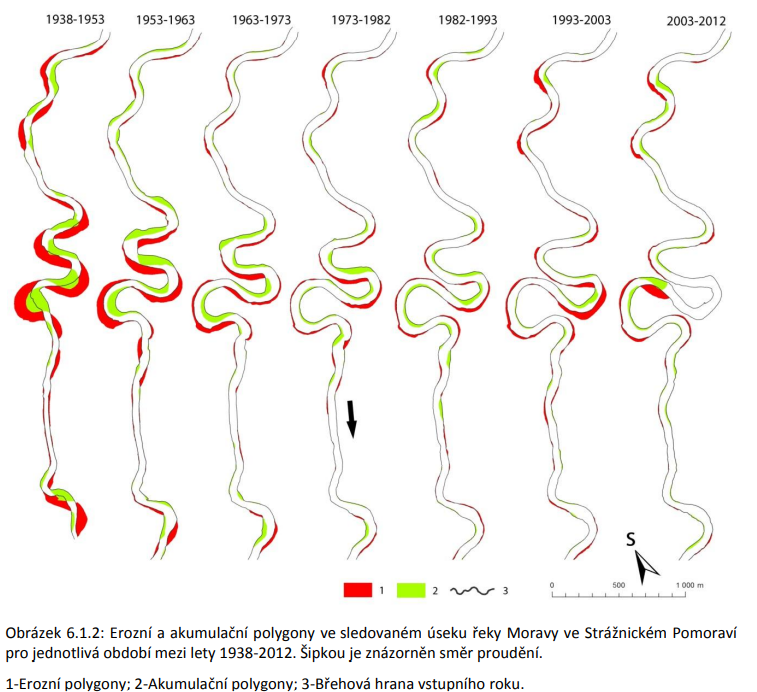 1938-1953 1953-1963 1963-1973 1973-1982 1982-1993 1993-2003 2003-2012
S
1 2 3
0 500 1 000 m
Obrázek 6.1.2: Erozní a akumulační polygony ve sledovaném úseku řeky Moravy ve Strážnickém Pomoraví
pro jednotlivá období mezi lety 1938-2012. Šipkou je znázorněn směr proudění.
1-Erozní polygony; 2-Akumulační polygony; 3-Břehová hrana vstupního roku.